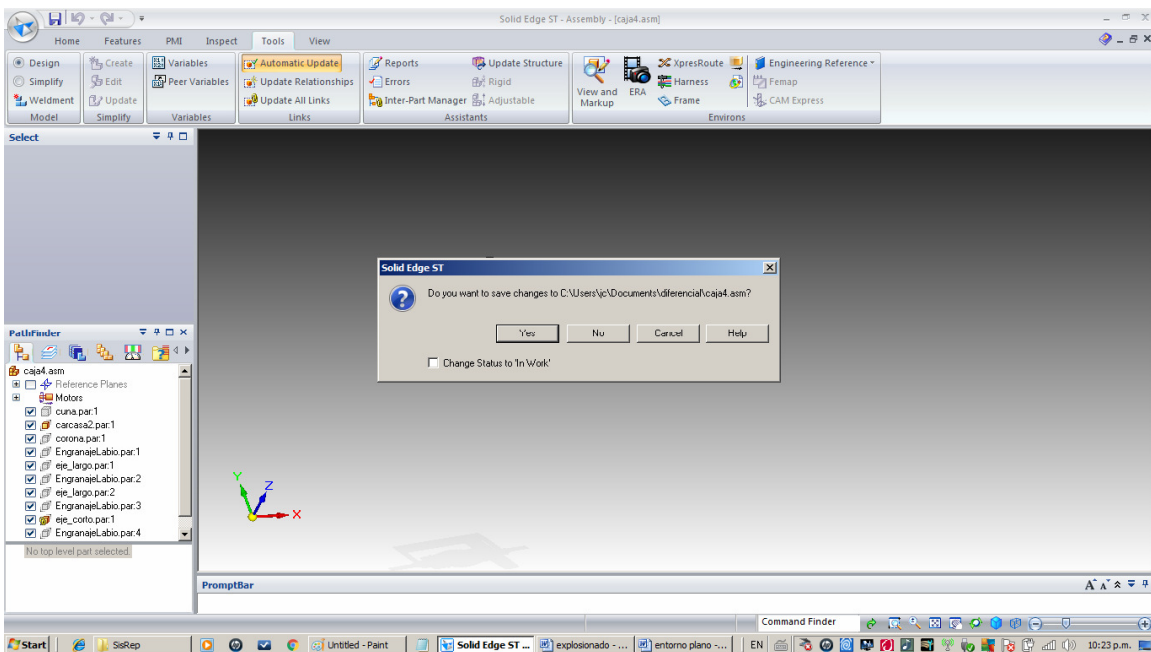 Solid Edge ST - Assembly - [caja4.asm]
Home Features PMI Inspect Tools View
Design Create Variables Automatic Update Reports Update Structure XpresRoute Engineering Reference
Simplify Edit Peer Variables Update Relationships Errors Rigid View and Markup ERA Harness Femap
Weldment Update Update All Links Inter-Part Manager Adjustable Frame CAM Express
Model Simplify Variables Links Assistants Environs
Select
Solid Edge ST
Do you want to save changes to C:\Users\jc\Documents\diferencial\caja4.asm?
Yes No Cancel Help
Change Status to 'In Work'
PathFinder
caja4.asm
Reference Planes
Motors
cuna.par:1
carcasa2.par:1
corona.par:1
EngranajeLabio.par:1
eje_largo.par:1
EngranajeLabio.par:2
eje_largo.par:2
EngranajeLabio.par:3
eje_corto.par:1
EngranajeLabio.par:4
No top level part selected.
Y
Z
X
PromptBar
Command Finder
Start SisRep Untitled - Paint Solid Edge ST ... explosionado - ... entorno plano -... EN 10:23 p.m.